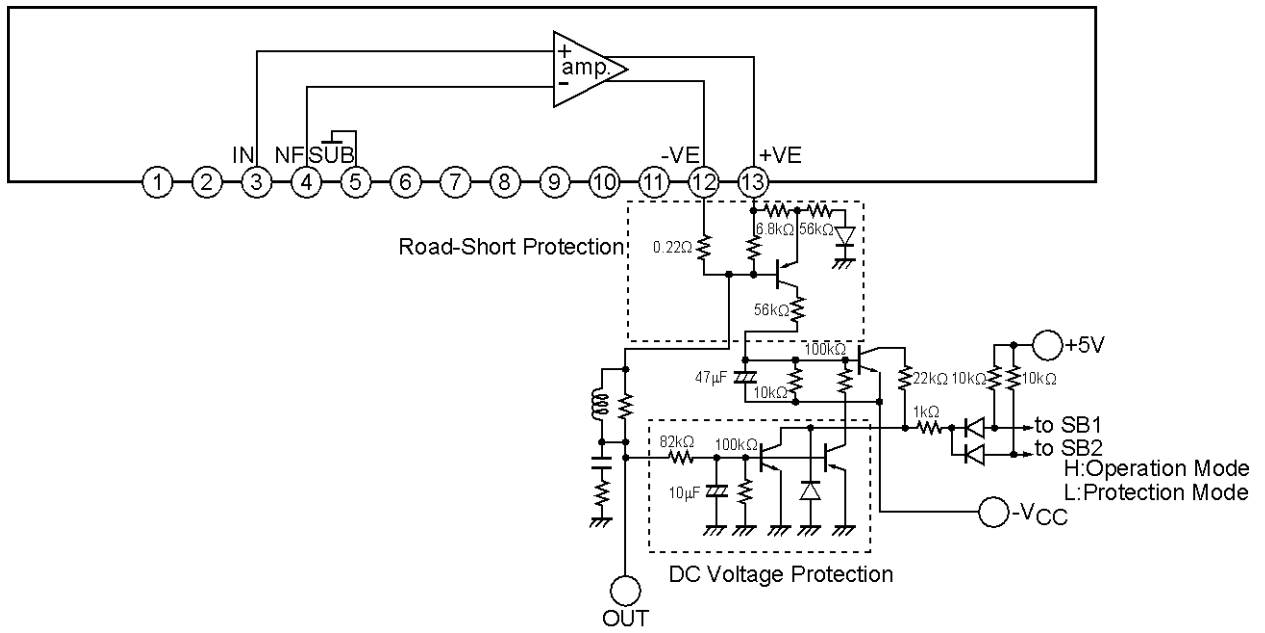 +
amp.
-
IN NF SUB -VE +VE
1 2 3 4 5 6 7 8 9 10 11 12 13
Road-Short Protection
0.22Ω
6.8kΩ 56kΩ
56kΩ
100kΩ
+5V
47μF
10kΩ
22kΩ 10kΩ 10kΩ
1kΩ
to SB1
82kΩ 100kΩ
to SB2
H:Operation Mode
L:Protection Mode
10μF
-VCC
DC Voltage Protection
OUT